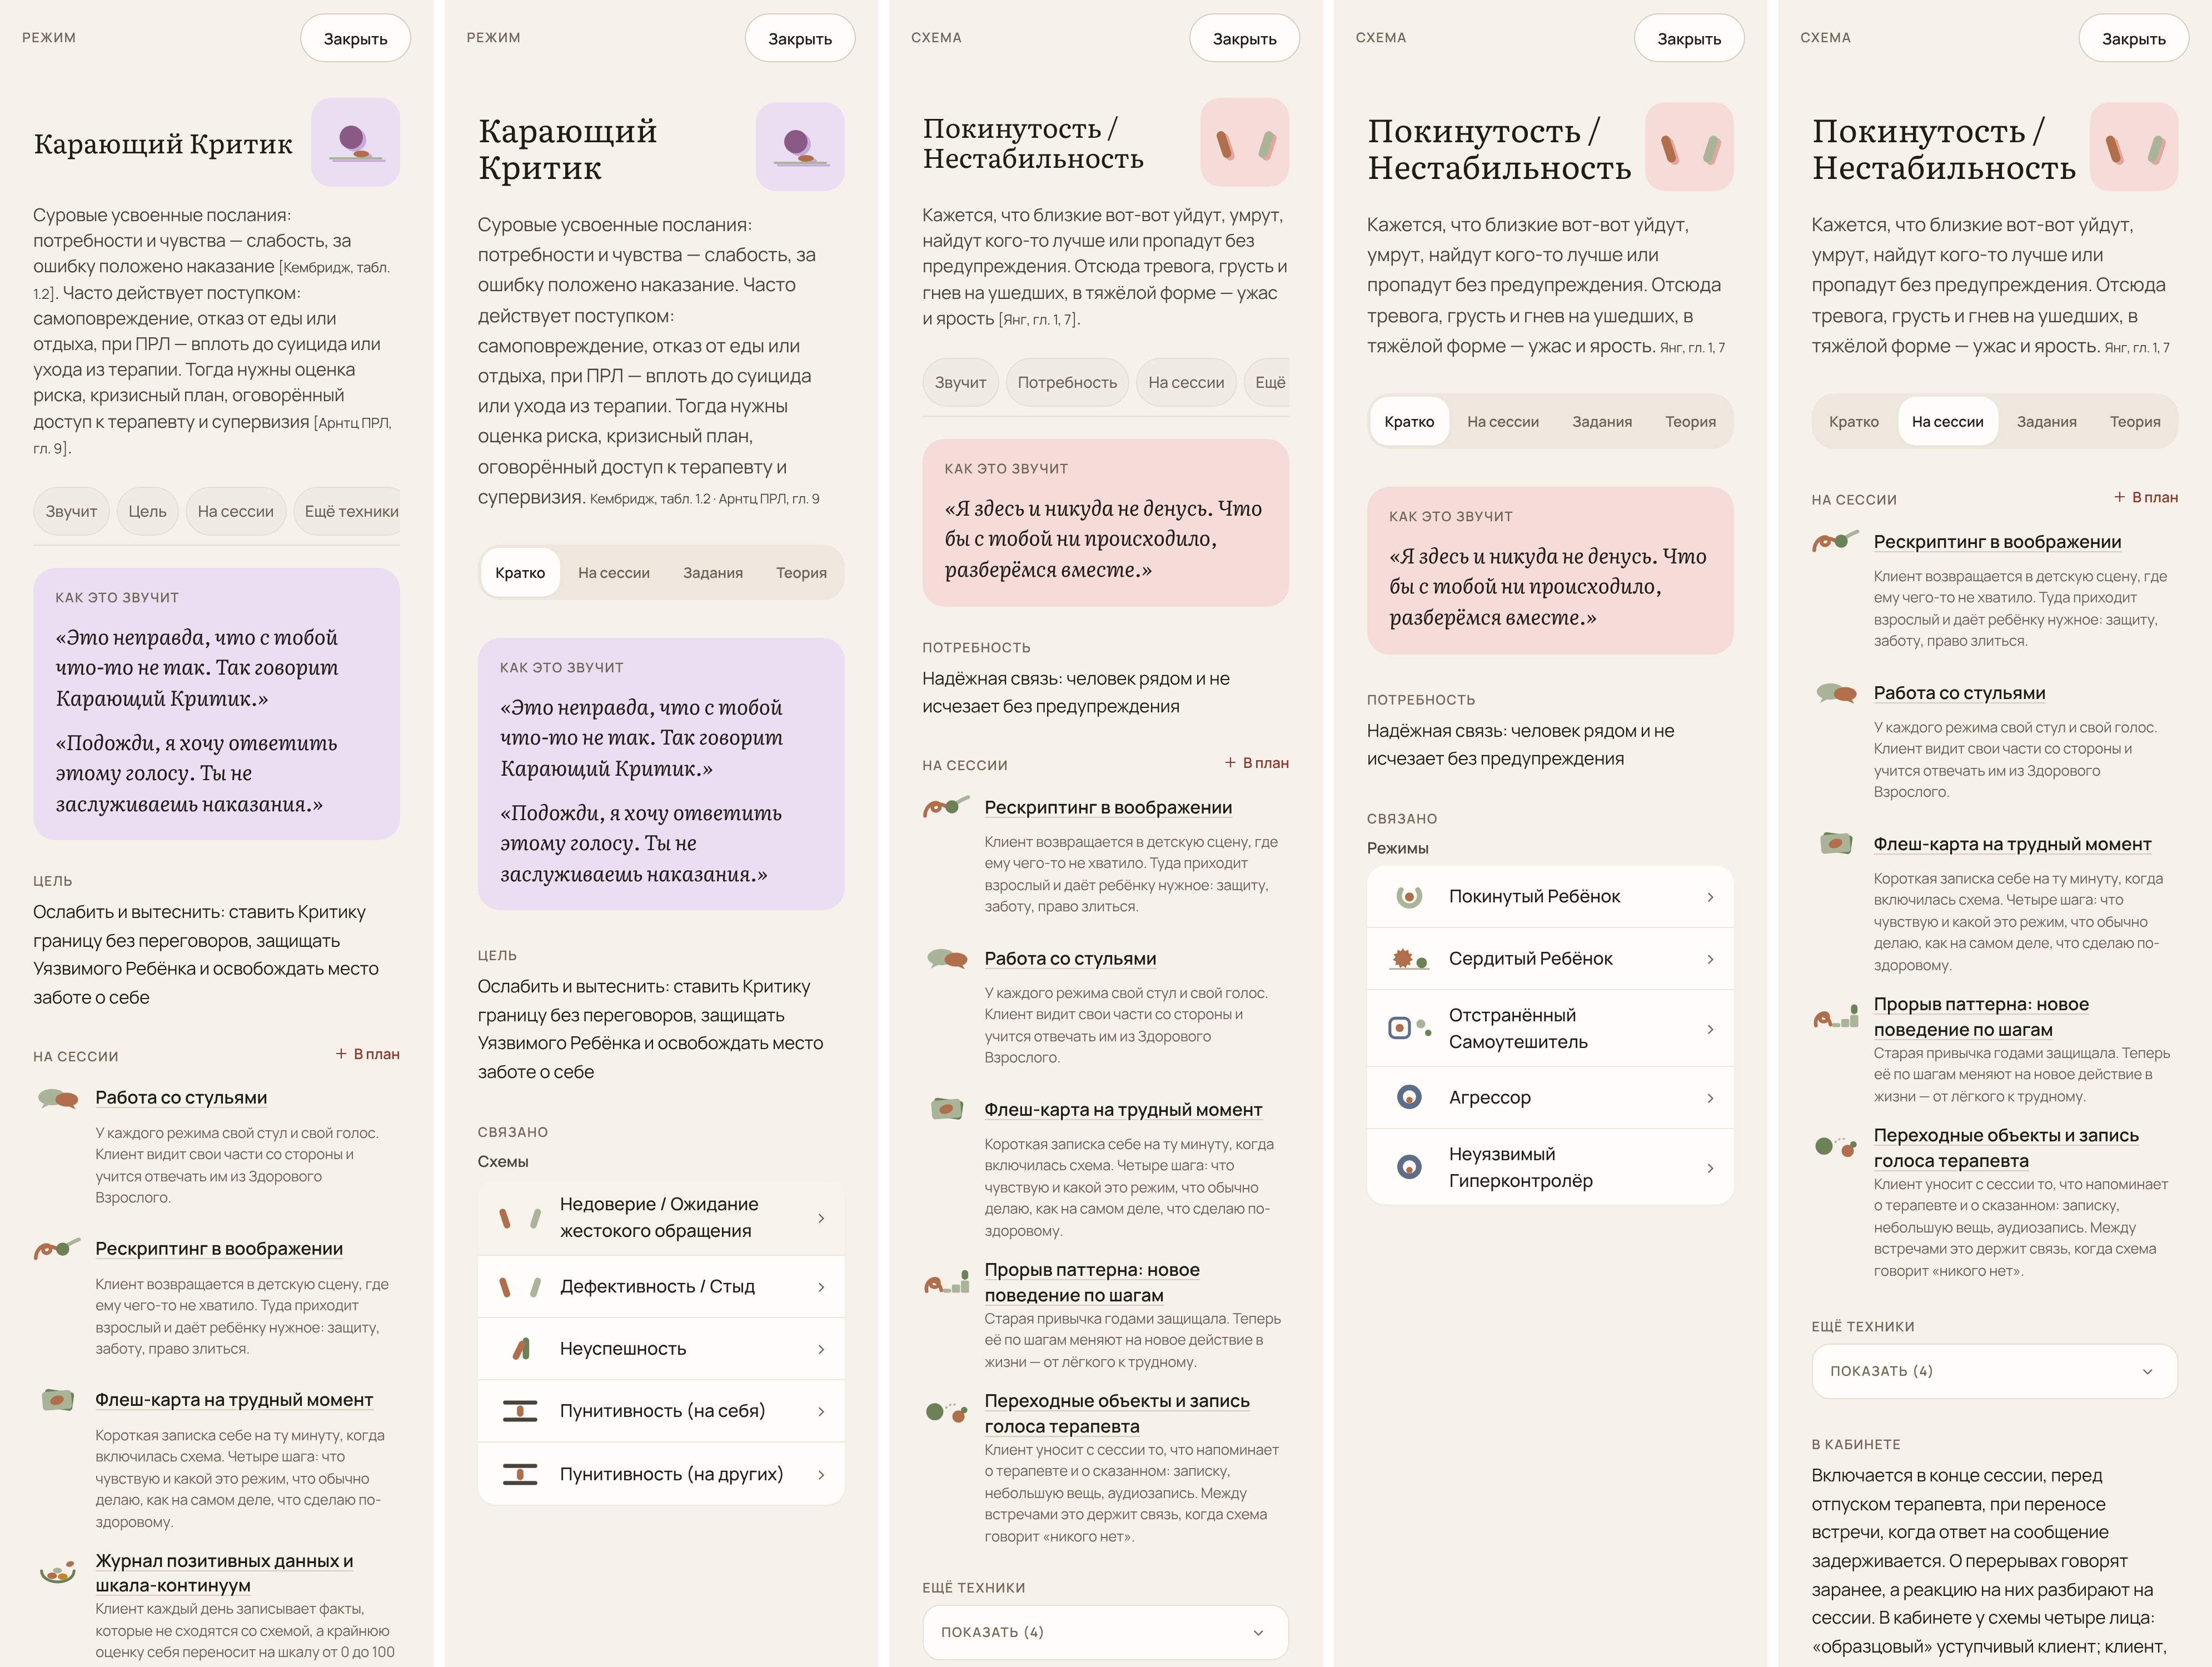 РЕЖИМ
Закрыть
Карающий Критик
Суровые усвоенные послания:
потребности и чувства — слабость, за
ошибку положено наказание [Кембридж, табл.
1.2]. Часто действует поступком:
самоповреждение, отказ от еды или
отдыха, при ПРЛ — вплоть до суицида или
ухода из терапии. Тогда нужны оценка
риска, кризисный план, оговорённый
доступ к терапевту и супервизия [Арнтц ПРЛ,
гл. 9].
Звучит
Цель
На сессии
Ещё техники
КАК ЭТО ЗВУЧИТ
«Это неправда, что с тобой
что-то не так. Так говорит
Карающий Критик.»
«Подожди, я хочу ответить
этому голосу. Ты не
заслуживаешь наказания.»
ЦЕЛЬ
Ослабить и вытеснить: ставить Критику
границу без переговоров, защищать
Уязвимого Ребёнка и освобождать место
заботе о себе
НА СЕССИИ
+ В план
Работа со стульями
У каждого режима свой стул и свой голос.
Клиент видит свои части со стороны и
учится отвечать им из Здорового
Взрослого.
Рескриптинг в воображении
Клиент возвращается в детскую сцену, где
ему чего-то не хватило. Туда приходит
взрослый и даёт ребёнку нужное: защиту,
заботу, право злиться.
Флеш-карта на трудный момент
Короткая записка себе на ту минуту, когда
включилась схема. Четыре шага: что
чувствую и какой это режим, что обычно
делаю, как на самом деле, что сделаю по-
здоровому.
Журнал позитивных данных и
шкала-континуум
Клиент каждый день записывает факты,
которые не сходятся со схемой, а крайнюю
оценку себя переносит на шкалу от 0 до 100
РЕЖИМ
Закрыть
Карающий
Критик
Суровые усвоенные послания:
потребности и чувства — слабость, за
ошибку положено наказание. Часто
действует поступком:
самоповреждение, отказ от еды или
отдыха, при ПРЛ — вплоть до суицида
или ухода из терапии. Тогда нужны
оценка риска, кризисный план,
оговорённый доступ к терапевту и
супервизия. Кембридж, табл. 1.2 · Арнтц ПРЛ, гл. 9
Кратко
На сессии
Задания
Теория
КАК ЭТО ЗВУЧИТ
«Это неправда, что с тобой
что-то не так. Так говорит
Карающий Критик.»
«Подожди, я хочу ответить
этому голосу. Ты не
заслуживаешь наказания.»
ЦЕЛЬ
Ослабить и вытеснить: ставить Критику
границу без переговоров, защищать
Уязвимого Ребёнка и освобождать место
заботе о себе
СВЯЗАНО
Схемы
Недоверие / Ожидание
жестокого обращения
Дефективность / Стыд
Неуспешность
Пунитивность (на себя)
Пунитивность (на других)
СХЕМА
Закрыть
Покинутость /
Нестабильность
Кажется, что близкие вот-вот уйдут, умрут,
найдут кого-то лучше или пропадут без
предупреждения. Отсюда тревога, грусть и
гнев на ушедших, в тяжёлой форме — ужас
и ярость [Янг, гл. 1, 7].
Звучит
Потребность
На сессии
Ещё
КАК ЭТО ЗВУЧИТ
«Я здесь и никуда не денусь. Что
бы с тобой ни происходило,
разберёмся вместе.»
ПОТРЕБНОСТЬ
Надёжная связь: человек рядом и не
исчезает без предупреждения
НА СЕССИИ
+ В план
Рескриптинг в воображении
Клиент возвращается в детскую сцену, где
ему чего-то не хватило. Туда приходит
взрослый и даёт ребёнку нужное: защиту,
заботу, право злиться.
Работа со стульями
У каждого режима свой стул и свой голос.
Клиент видит свои части со стороны и
учится отвечать им из Здорового
Взрослого.
Флеш-карта на трудный момент
Короткая записка себе на ту минуту, когда
включилась схема. Четыре шага: что
чувствую и какой это режим, что обычно
делаю, как на самом деле, что сделаю по-
здоровому.
Прорыв паттерна: новое
поведение по шагам
Старая привычка годами защищала. Теперь
её по шагам меняют на новое действие в
жизни — от лёгкого к трудному.
Переходные объекты и запись
голоса терапевта
Клиент уносит с сессии то, что напоминает
о терапевте и о сказанном: записку,
небольшую вещь, аудиозапись. Между
встречами это держит связь, когда схема
говорит «никого нет».
ЕЩЁ ТЕХНИКИ
ПОКАЗАТЬ (4)
СХЕМА
Закрыть
Покинутость /
Нестабильность
Кажется, что близкие вот-вот уйдут,
умрут, найдут кого-то лучше или
пропадут без предупреждения. Отсюда
тревога, грусть и гнев на ушедших, в
тяжёлой форме — ужас и ярость. Янг, гл. 1, 7
Кратко
На сессии
Задания
Теория
КАК ЭТО ЗВУЧИТ
«Я здесь и никуда не денусь. Что
бы с тобой ни происходило,
разберёмся вместе.»
ПОТРЕБНОСТЬ
Надёжная связь: человек рядом и не
исчезает без предупреждения
СВЯЗАНО
Режимы
Покинутый Ребёнок
Сердитый Ребёнок
Отстранённый
Самоутешитель
Агрессор
Неуязвимый
Гиперконтролёр
СХЕМА
Закрыть
Покинутость /
Нестабильность
Кажется, что близкие вот-вот уйдут,
умрут, найдут кого-то лучше или
пропадут без предупреждения. Отсюда
тревога, грусть и гнев на ушедших, в
тяжёлой форме — ужас и ярость. Янг, гл. 1, 7
Кратко
На сессии
Задания
Теория
НА СЕССИИ
+ В план
Рескриптинг в воображении
Клиент возвращается в детскую сцену, где
ему чего-то не хватило. Туда приходит
взрослый и даёт ребёнку нужное: защиту,
заботу, право злиться.
Работа со стульями
У каждого режима свой стул и свой голос.
Клиент видит свои части со стороны и
учится отвечать им из Здорового
Взрослого.
Флеш-карта на трудный момент
Короткая записка себе на ту минуту, когда
включилась схема. Четыре шага: что
чувствую и какой это режим, что обычно
делаю, как на самом деле, что сделаю по-
здоровому.
Прорыв паттерна: новое
поведение по шагам
Старая привычка годами защищала. Теперь
её по шагам меняют на новое действие в
жизни — от лёгкого к трудному.
Переходные объекты и запись
голоса терапевта
Клиент уносит с сессии то, что напоминает
о терапевте и о сказанном: записку,
небольшую вещь, аудиозапись. Между
встречами это держит связь, когда схема
говорит «никого нет».
ЕЩЁ ТЕХНИКИ
ПОКАЗАТЬ (4)
В КАБИНЕТЕ
Включается в конце сессии, перед
отпуском терапевта, при переносе
встречи, когда ответ на сообщение
задерживается. О перерывах говорят
заранее, а реакцию на них разбирают на
сессии. В кабинете у схемы четыре лица:
«образцовый» уступчивый клиент; клиент,